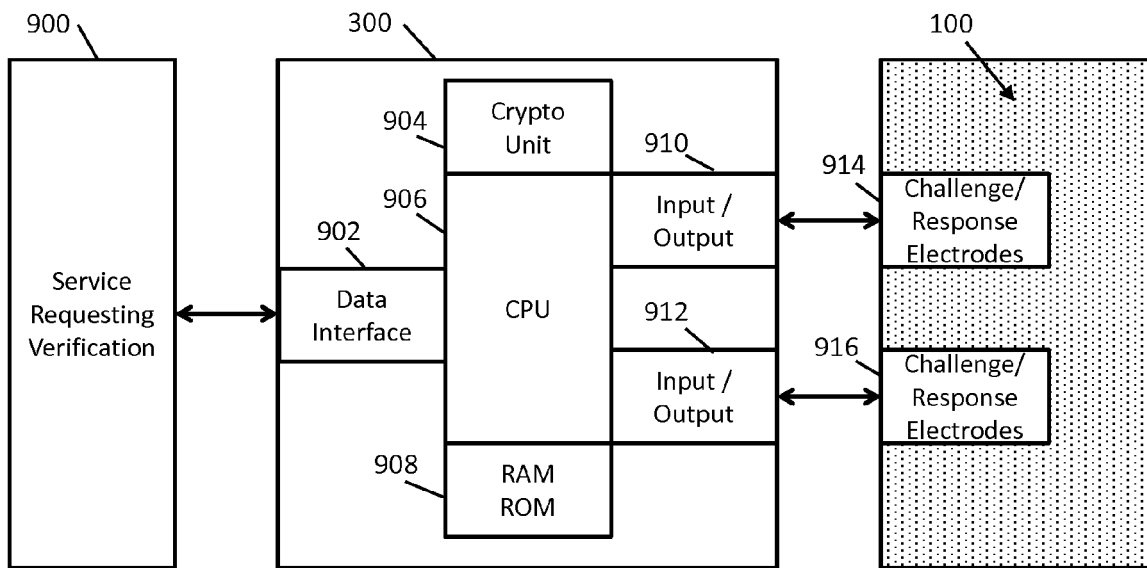 900
300
100
904
Crypto
Unit
910
914
906
902
Input /
Output
Challenge/
Response
Electrodes
Service
Requesting
Verification
Data
Interface
CPU
912
916
Input /
Output
Challenge/
Response
Electrodes
908
RAM
ROM